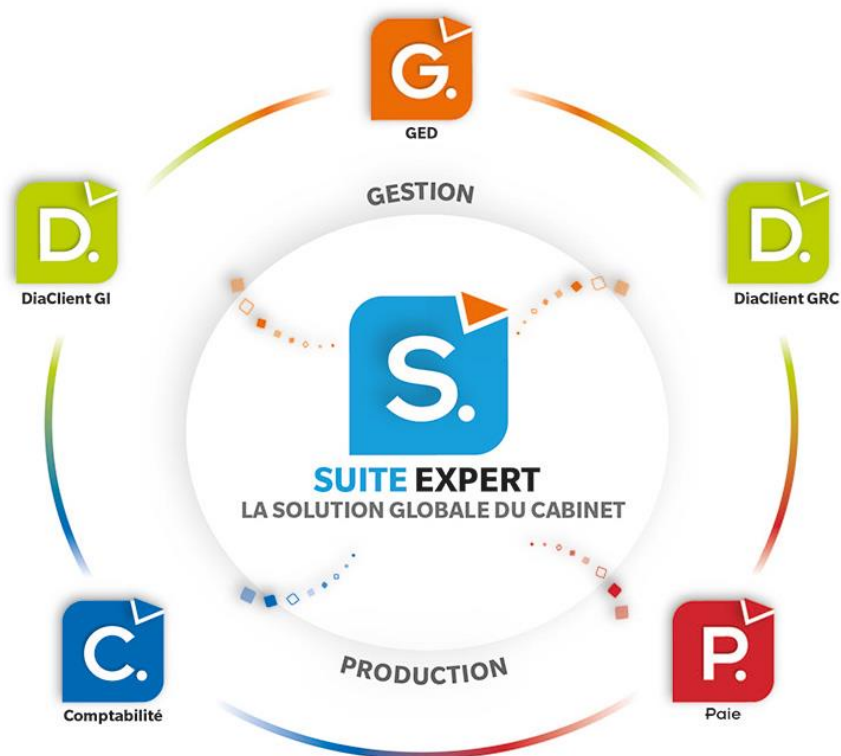 G.
GED
GESTION
D.
DiaClient GI
D.
DiaClient GRC
S.
SUITE EXPERT
LA SOLUTION GLOBALE DU CABINET
C.
Comptabilité
P.
Paie
PRODUCTION